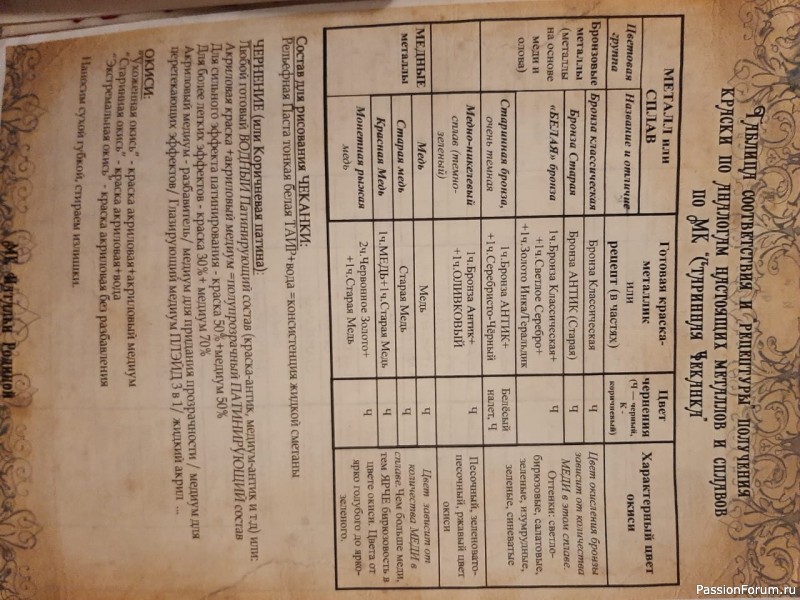 Таблица соответствия и рецептуры получения
краски по аналогам настоящих металлов и сплавов
по МК "Старинная Чеканка"
МЕТАЛЛ или
СПЛАВ
Готовая краска-
металлик
или
рецепт (в частях)
Цвет
чернения
(Ч — черный,
К -
коричневый)
Характерный цвет
окиси
Цветовая
группа
Название и отличие
Бронзовые
металлы
(металлы
на основе
меди и
олова)
Бронза классическая
Бронза Классическая
Ч
Цвет окисления бронзы
зависит от количества
МЕДИ в этом сплаве.
Оттенки: светло-
бирюзовые, салатовые,
зеленые, изумрудные,
зеленые, синеватые
Бронза Старая
Бронза АНТИК (Старая)
Ч
«БЕЛАЯ» бронза
1ч.Бронза Классическая+
+1ч.Светлое Серебро+
+1ч.Золото Инка/Геральдик
Ч
Старинная бронза,
очень темная
1ч.Бронза АНТИК+
+1ч.Серебристо-Чёрный
Белёсый
налет, Ч
Медно-никелевый
сплав (темно-
зеленый)
1ч.Бронза Антик+
+1ч.ОЛИВКОВЫЙ
Ч
Песочный, зеленовато-
песочный, ржавый цвет
окиси
МЕДНЫЕ
металлы
Медь
Медь
Ч
Цвет зависит от
количества МЕДИ в
сплаве. Чем больше меди,
тем ЯРЧЕ бирюзовость в
цвете окиси. Цвета от
ярко голубого до ярко-
зеленого.
Старая медь
Старая Медь
Ч
Красная Медь
1ч.МЕДЬ+1ч.Старая Медь
Ч
Монетная рыжая
медь
2ч. Червонное Золото+
+1ч.Старая Медь
Ч
Состав для рисования ЧЕКАНКИ:
Рельефная Паста тонкая белая ТАИР+вода =консистенция жидкой сметаны
ЧЕРНЕНИЕ (или Коричневая патина):
Любой готовый ВОДНЫЙ Патинирующий состав (краска-антик, медиум-антик и т.д) или:
Акриловая краска +акриловый медиум =полупрозрачный ПАТИНИРУЮЩИЙ состав
Для сильного эффекта патинирования - краска 50%+медиум 50%
Для более легких эффектов - краска 30%+ медиум 70%
Акриловый медиум - разбавитель/ медиум для придания прозрачности / медиум для
перетекающих эффектов/ Глазирующий медиум ПЛЭЙД 3 в 1/ жидкий акрил ...
ОКИСИ:
"Ухоженная окись" - краска акриловая+акриловый медиум
"Старинная окись" - краска акриловая+вода
"Экстремальная окись" - краска акриловая без разбавления
Наносим сухой губкой, стираем излишки.
МК Натальи Родиной
PassionForum.ru